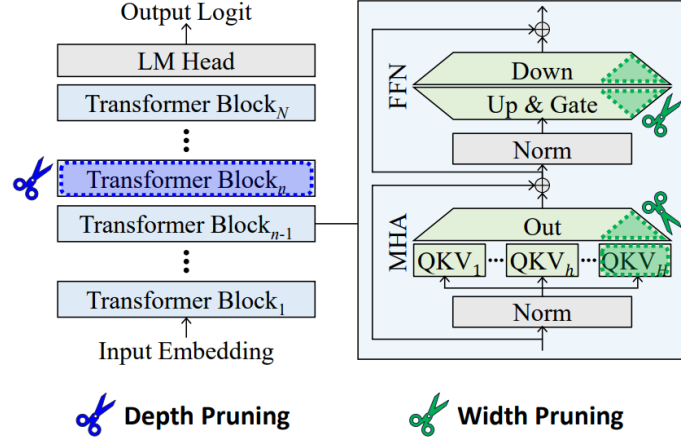 Output Logit
LM Head
Transformer Block_N
⋮
Transformer Block_n
Transformer Block_{n-1}
⋮
Transformer Block_1
Input Embedding
FFN
Down
Up & Gate
Norm
MHA
Out
QKV_1 ... QKV_h ... QKV_H
Norm
Depth Pruning
Width Pruning